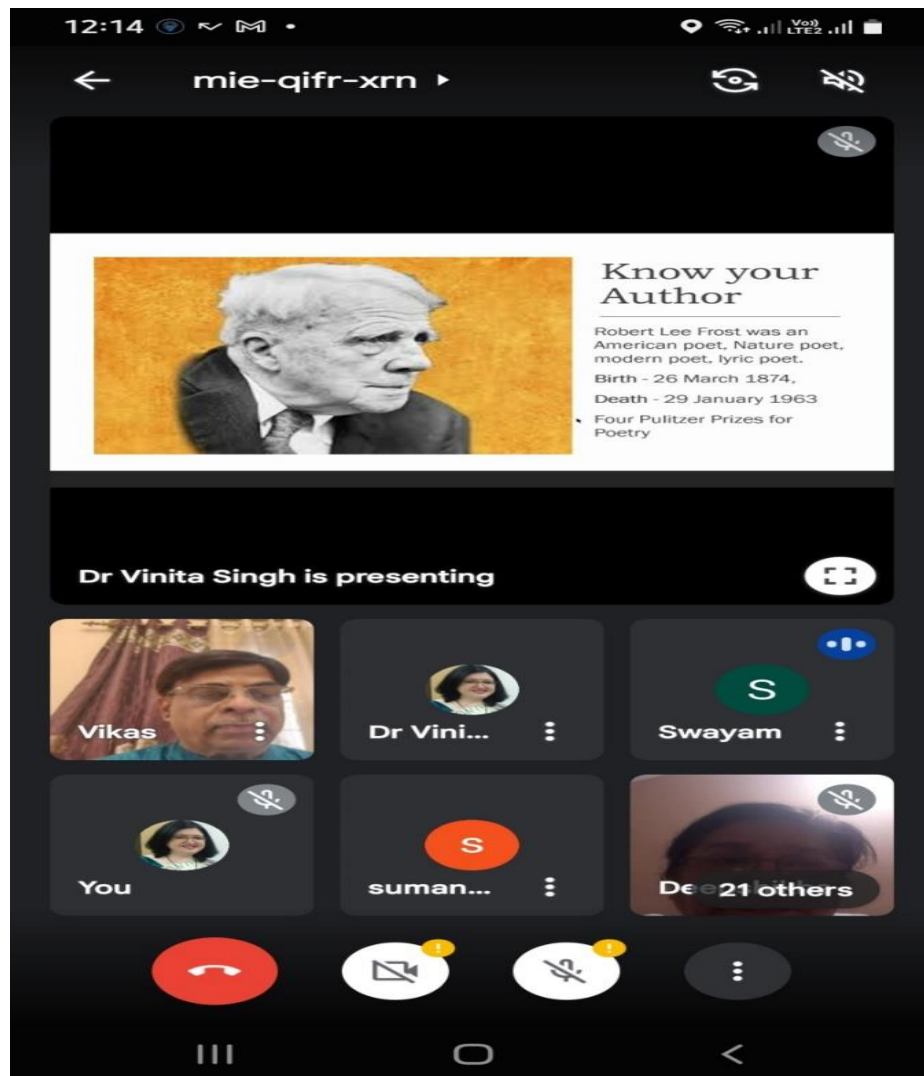 12:14
Vo))
LTE2
mie-qifr-xrn
Know your
Author
Robert Lee Frost was an
American poet, Nature poet,
modern poet, lyric poet.
Birth - 26 March 1874,
Death - 29 January 1963
Four Pulitzer Prizes for
Poetry
Dr Vinita Singh is presenting
Vikas
Dr Vini...
S
Swayam
You
S
suman...
21 others